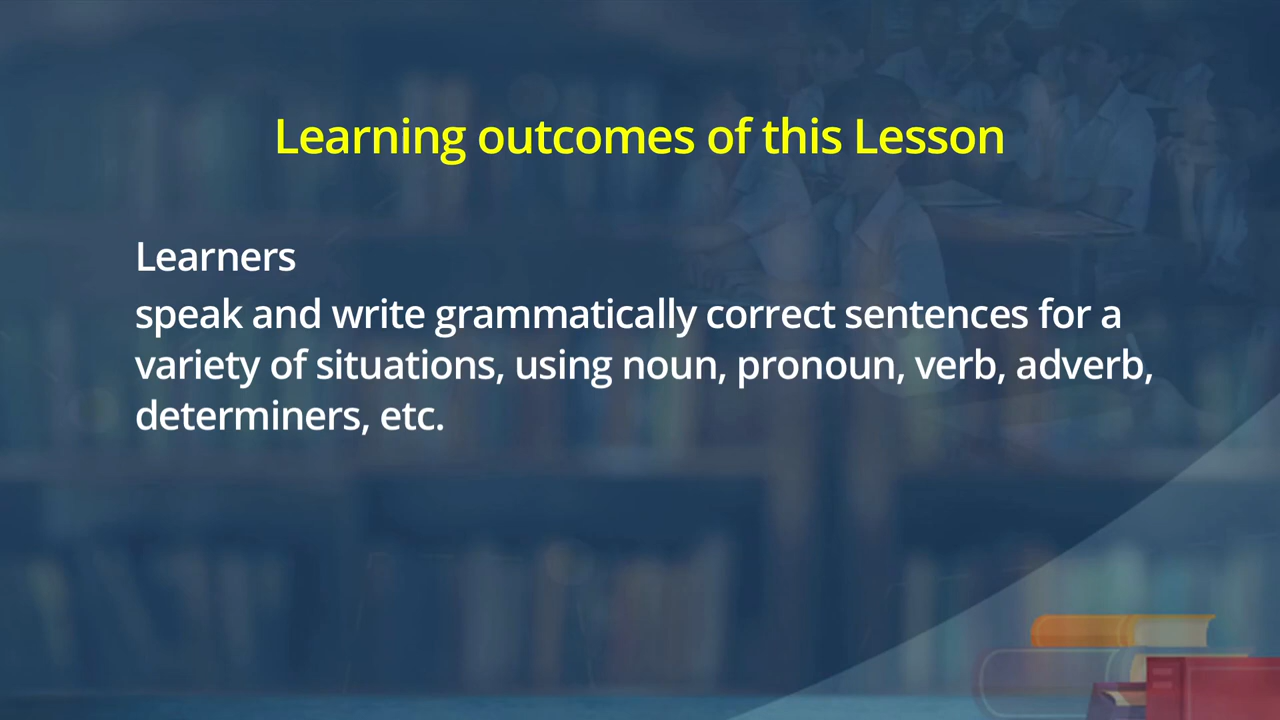 Learning outcomes of this Lesson
Learners
speak and write grammatically correct sentences for a
variety of situations, using noun, pronoun, verb, adverb,
determiners, etc.